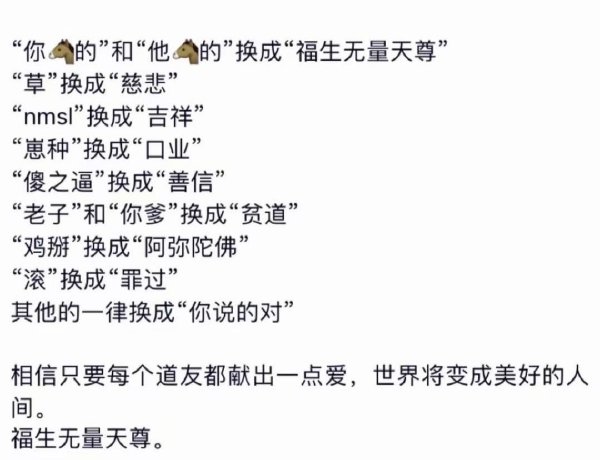 “你🐴的”和“他🐴的”换成“福生无量天尊”
“草”换成“慈悲”
“nmsl”换成“吉祥”
“崽种”换成“口业”
“傻之逼”换成“善信”
“老子”和“你爹”换成“贫道”
“鸡掰”换成“阿弥陀佛”
“滚”换成“罪过”
其他的一律换成“你说的对”
相信只要每个道友都献出一点爱，世界将变成美好的人
间。
福生无量天尊。